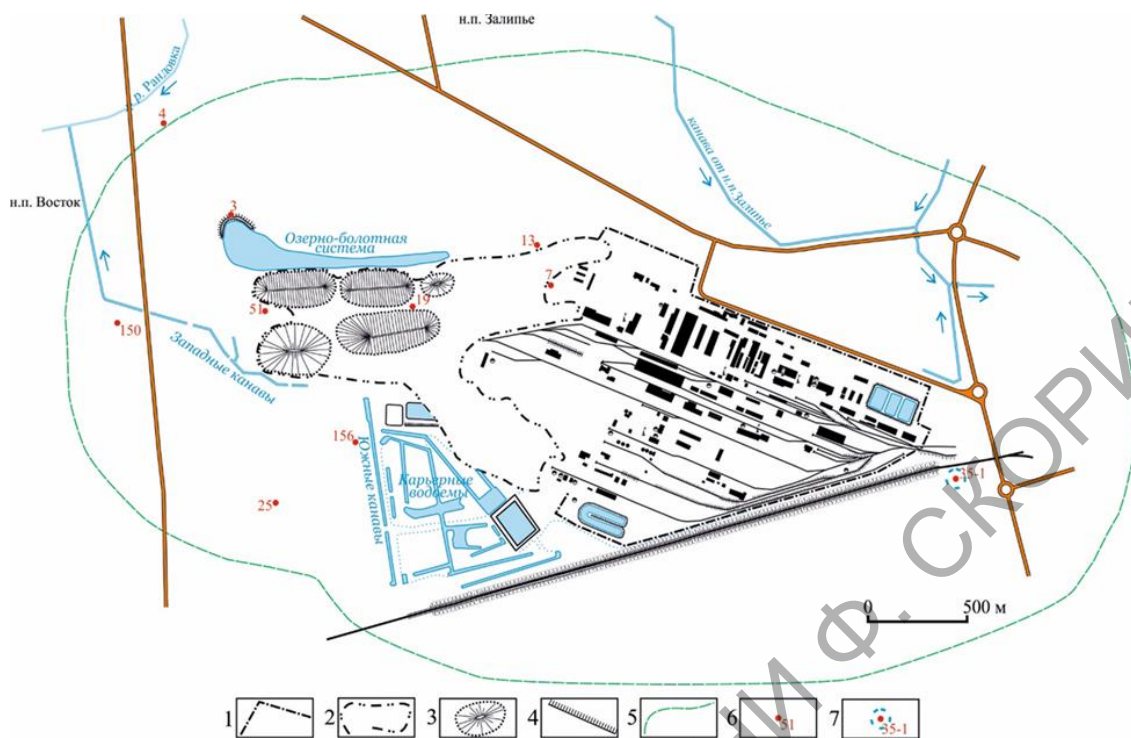 н.п. Залипье
р. Рандовка
4
канава от н.п.Залипье
н.п. Восток
3
Озерно-болотная
система
13
7
51
19
150
Западные канавы
156
Южные канавы
Карьерные
водоемы
25
35-1
0 500 м
И Ф. СКОРИ
1 2 3 4 5 6 51 7 35-1